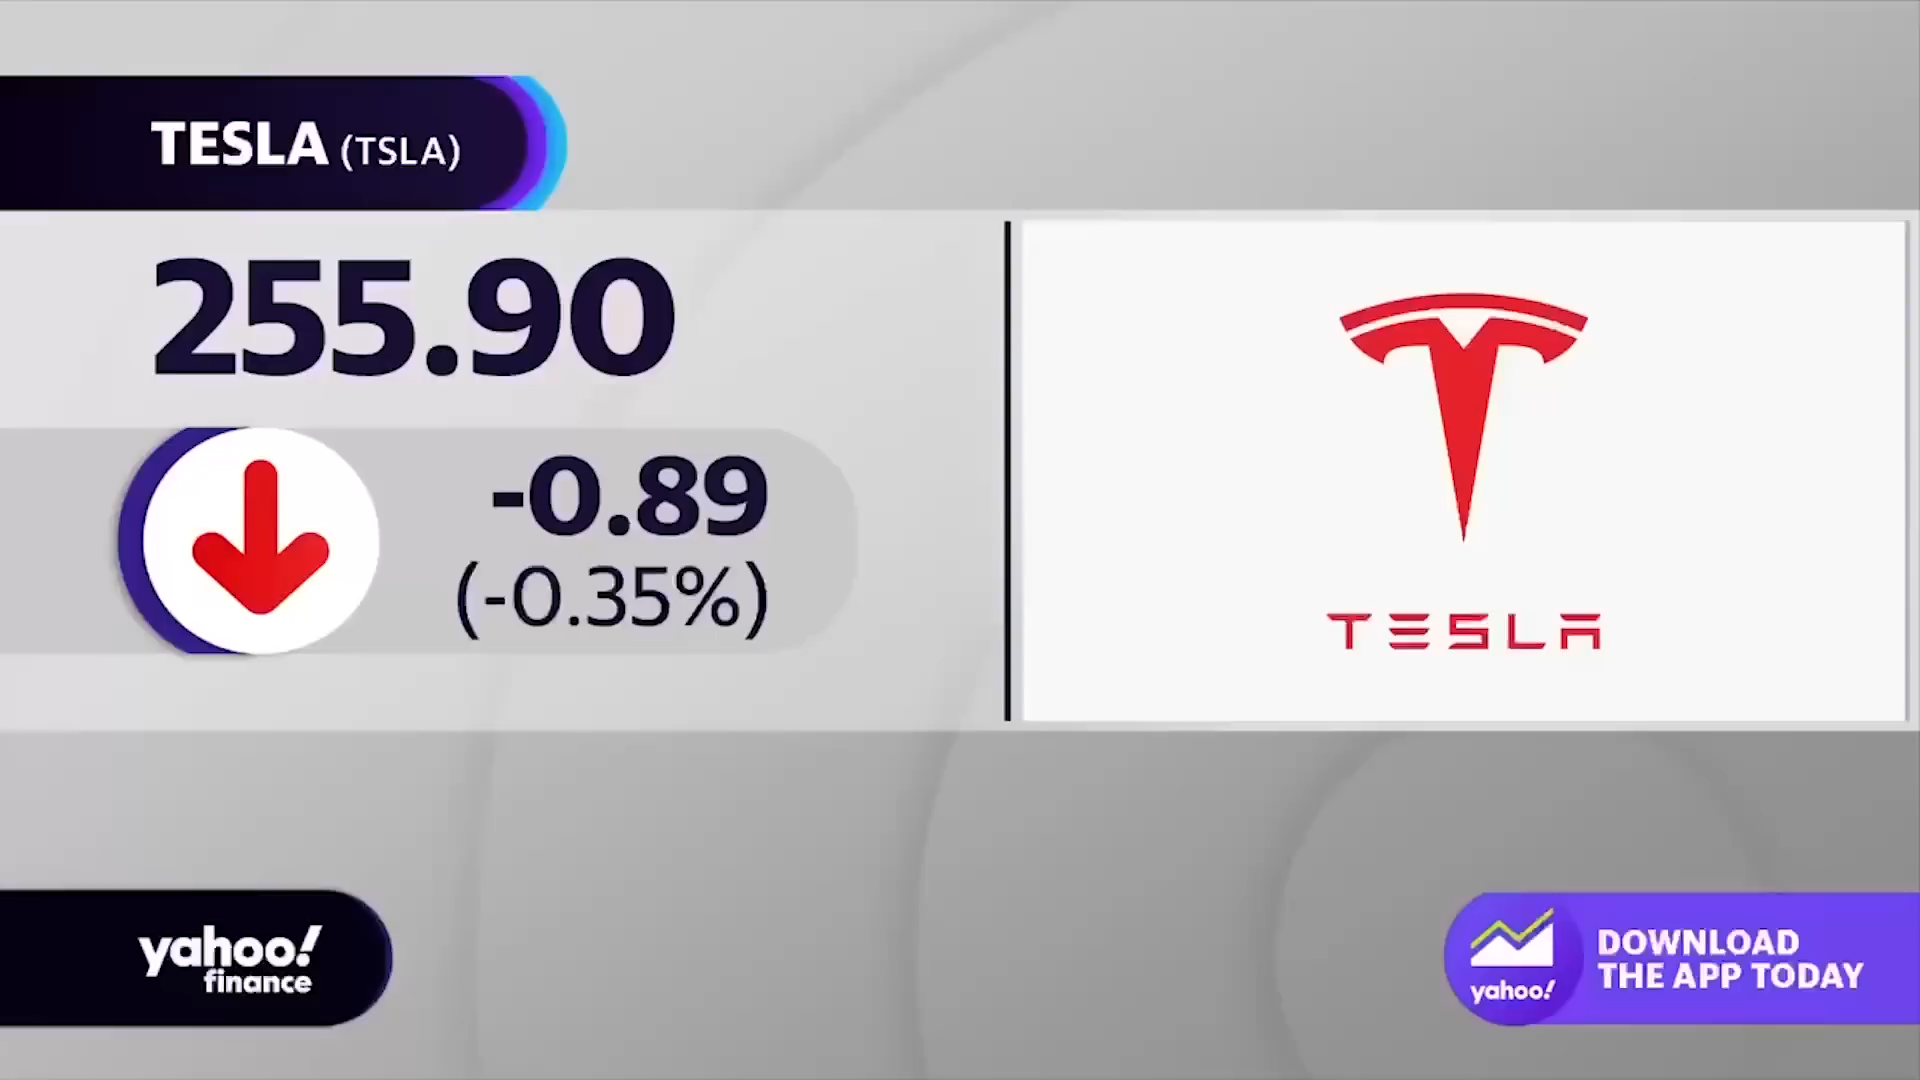 TESLA (TSLA)
255.90
-0.89
(-0.35%)
TESLA
yahoo!
finance
yahoo!
DOWNLOAD
THE APP TODAY